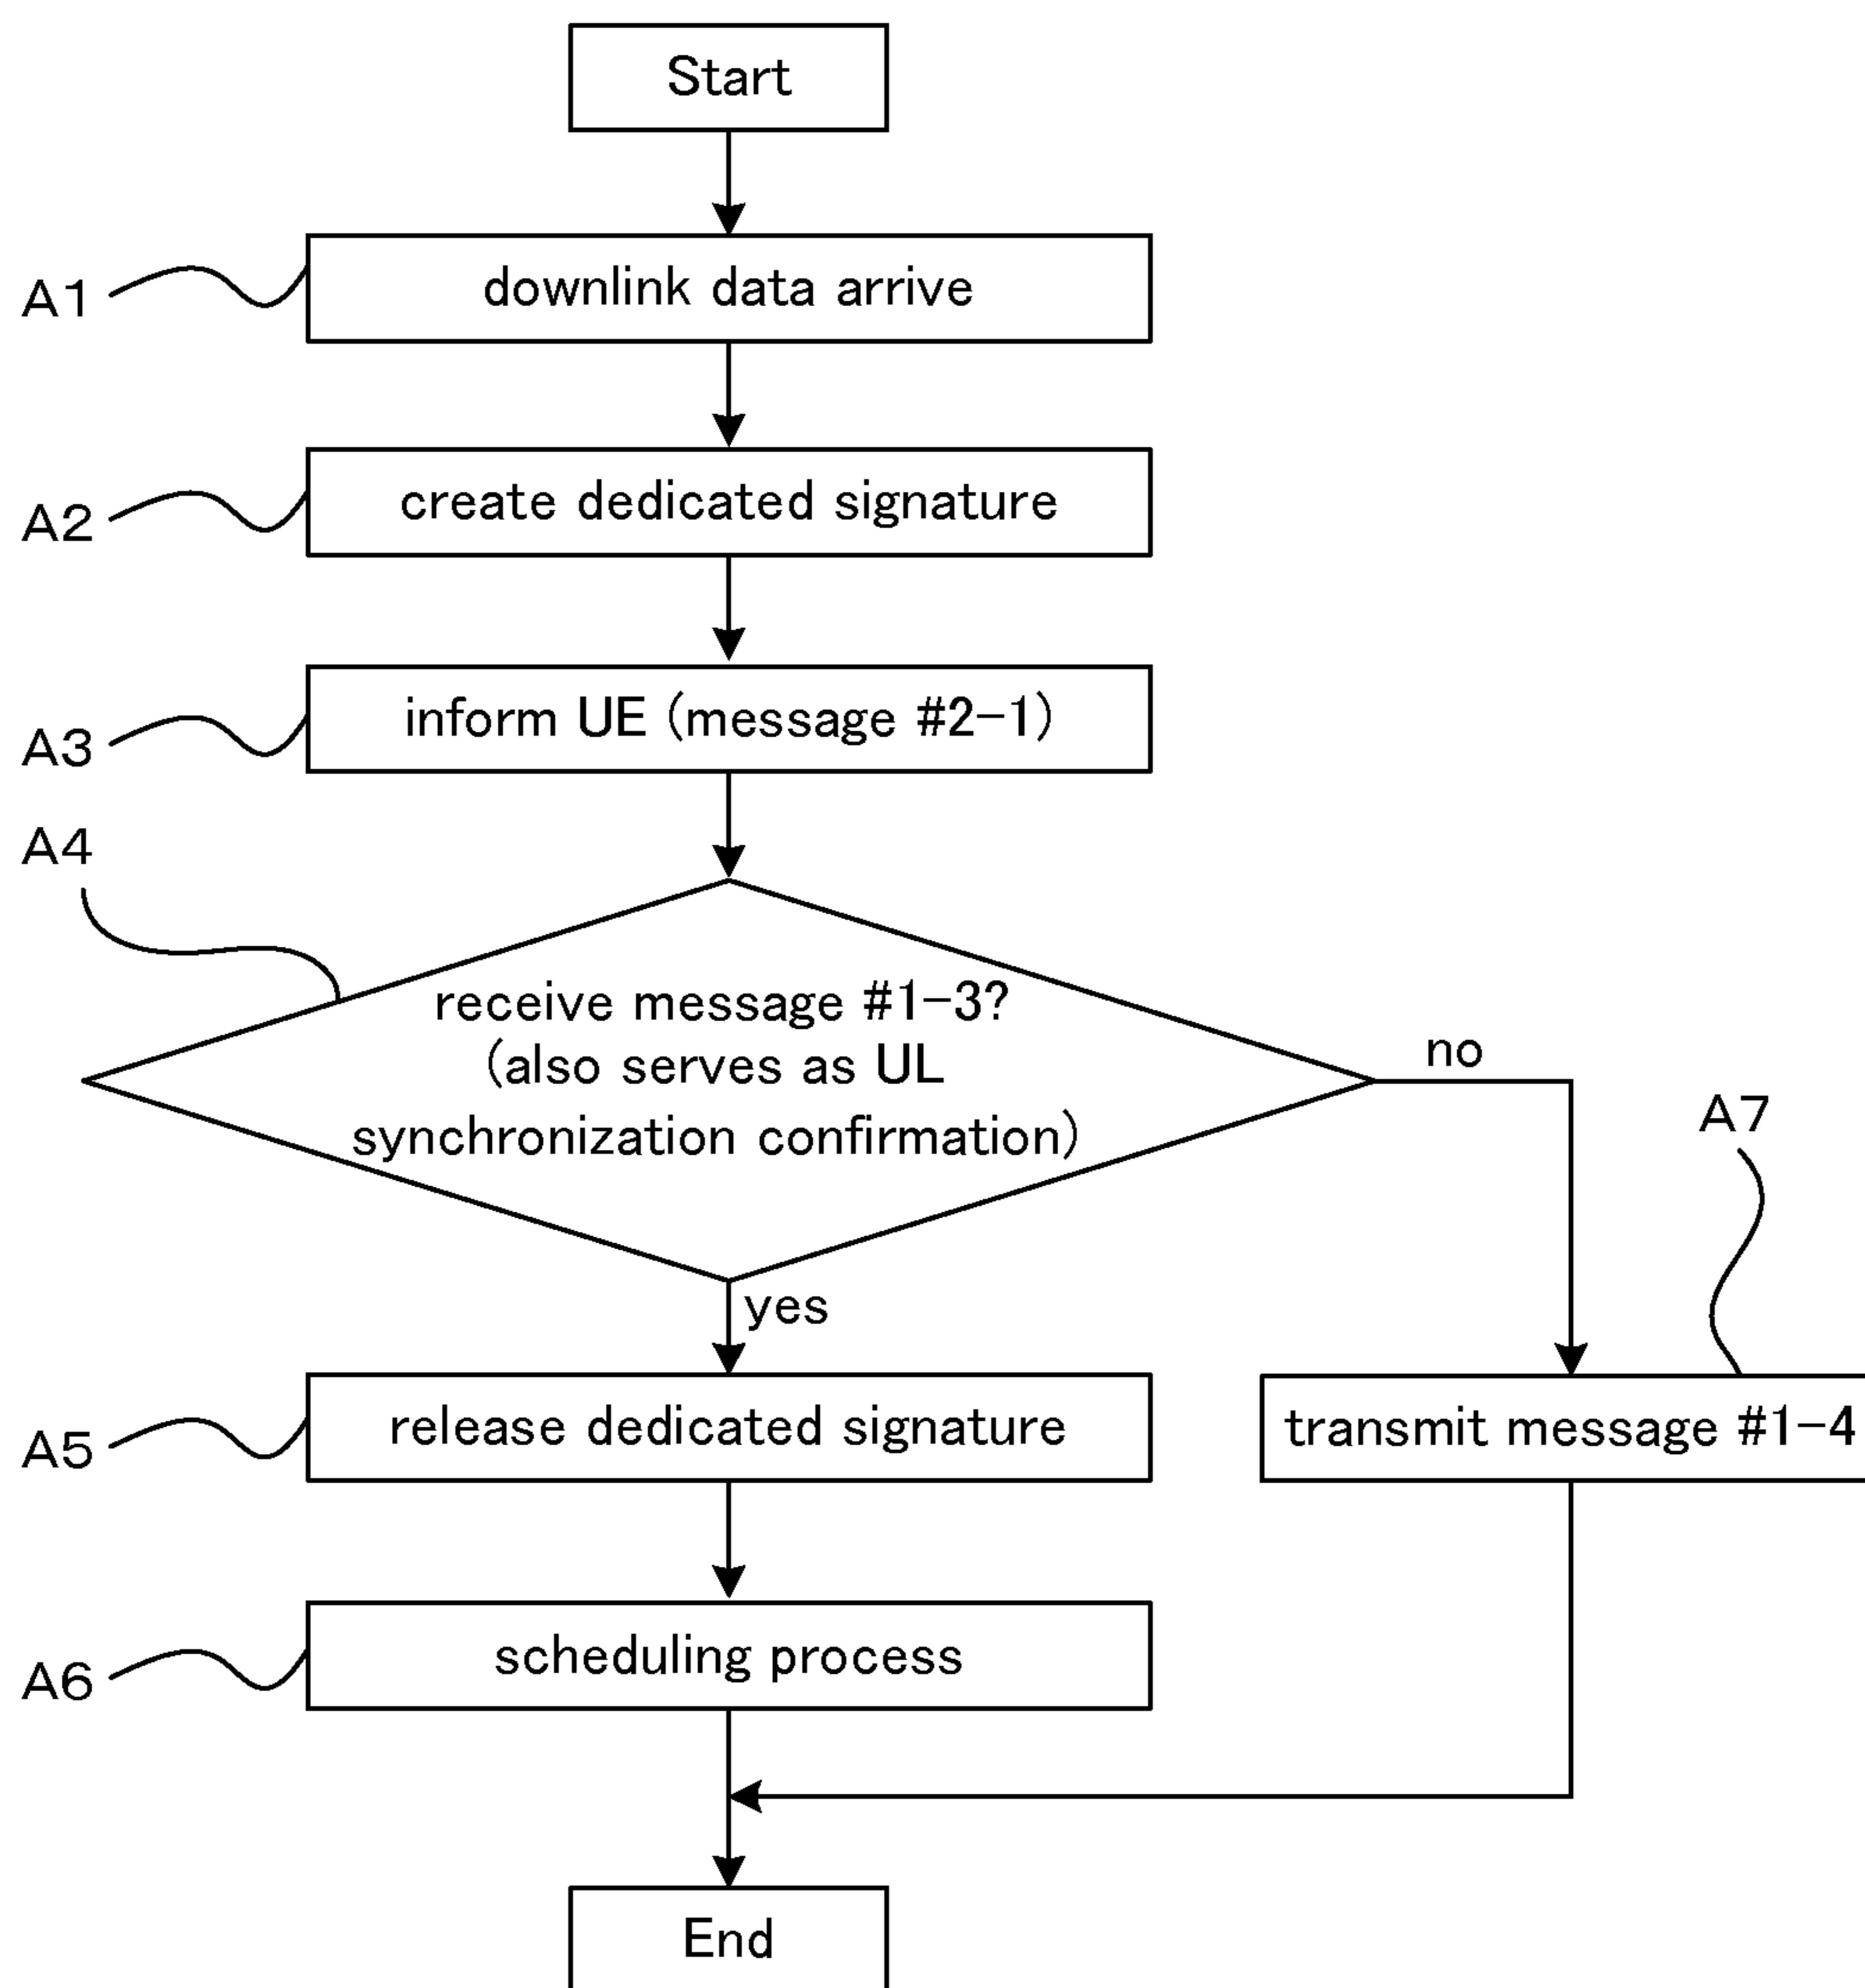 Start
A1
downlink data arrive
A2
create dedicated signature
A3
inform UE (message #2-1)
A4
receive message #1-3?
(also serves as UL
synchronization confirmation)
no
A7
yes
A5
release dedicated signature
transmit message #1-4
A6
scheduling process
End